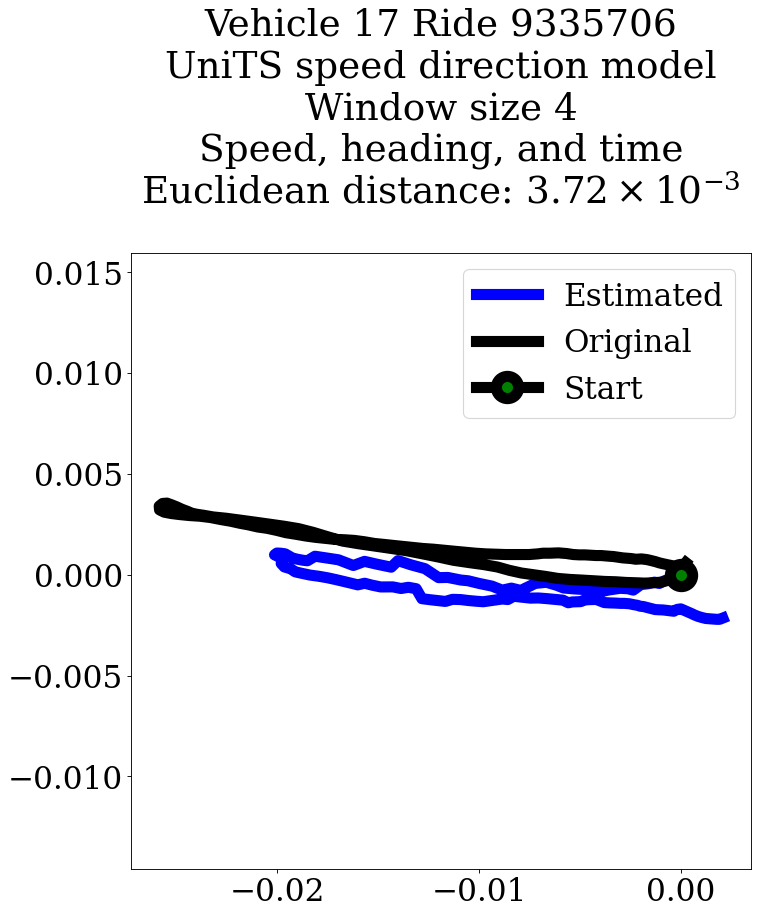 Vehicle 17 Ride 9335706
UniTS speed direction model
Window size 4
Speed, heading, and time
Euclidean distance: 3.72 × 10⁻³
Estimated
Original
Start
0.015
0.010
0.005
0.000
−0.005
−0.010
−0.02
−0.01
0.00